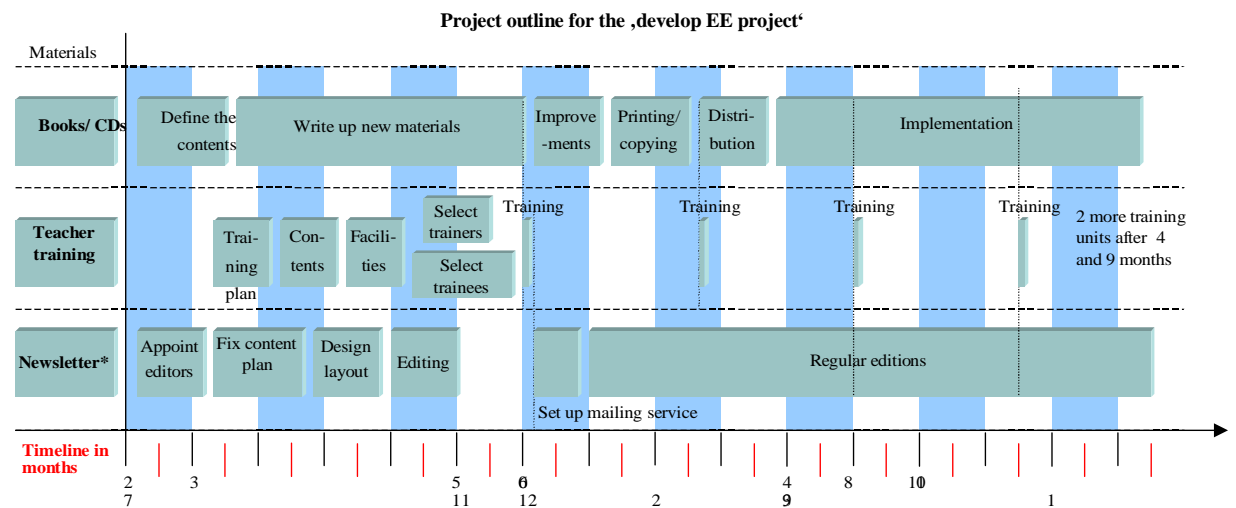 Project outline for the ‚develop EE project‘
Materials
Books/ CDs
Define the
contents
Write up new materials
Improve
-ments
Printing/
copying
Distri-
bution
Implementation
Teacher
training
Trai-
ning
plan
Con-
tents
Facili-
ties
Select
trainers
Select
trainees
Training
Training
Training
Training
2 more training
units after 4
and 9 months
Newsletter*
Appoint
editors
Fix content
plan
Design
layout
Editing
Regular editions
Set up mailing service
Timeline in
months
2 3 5 4 8
7 11 12 2 9 1